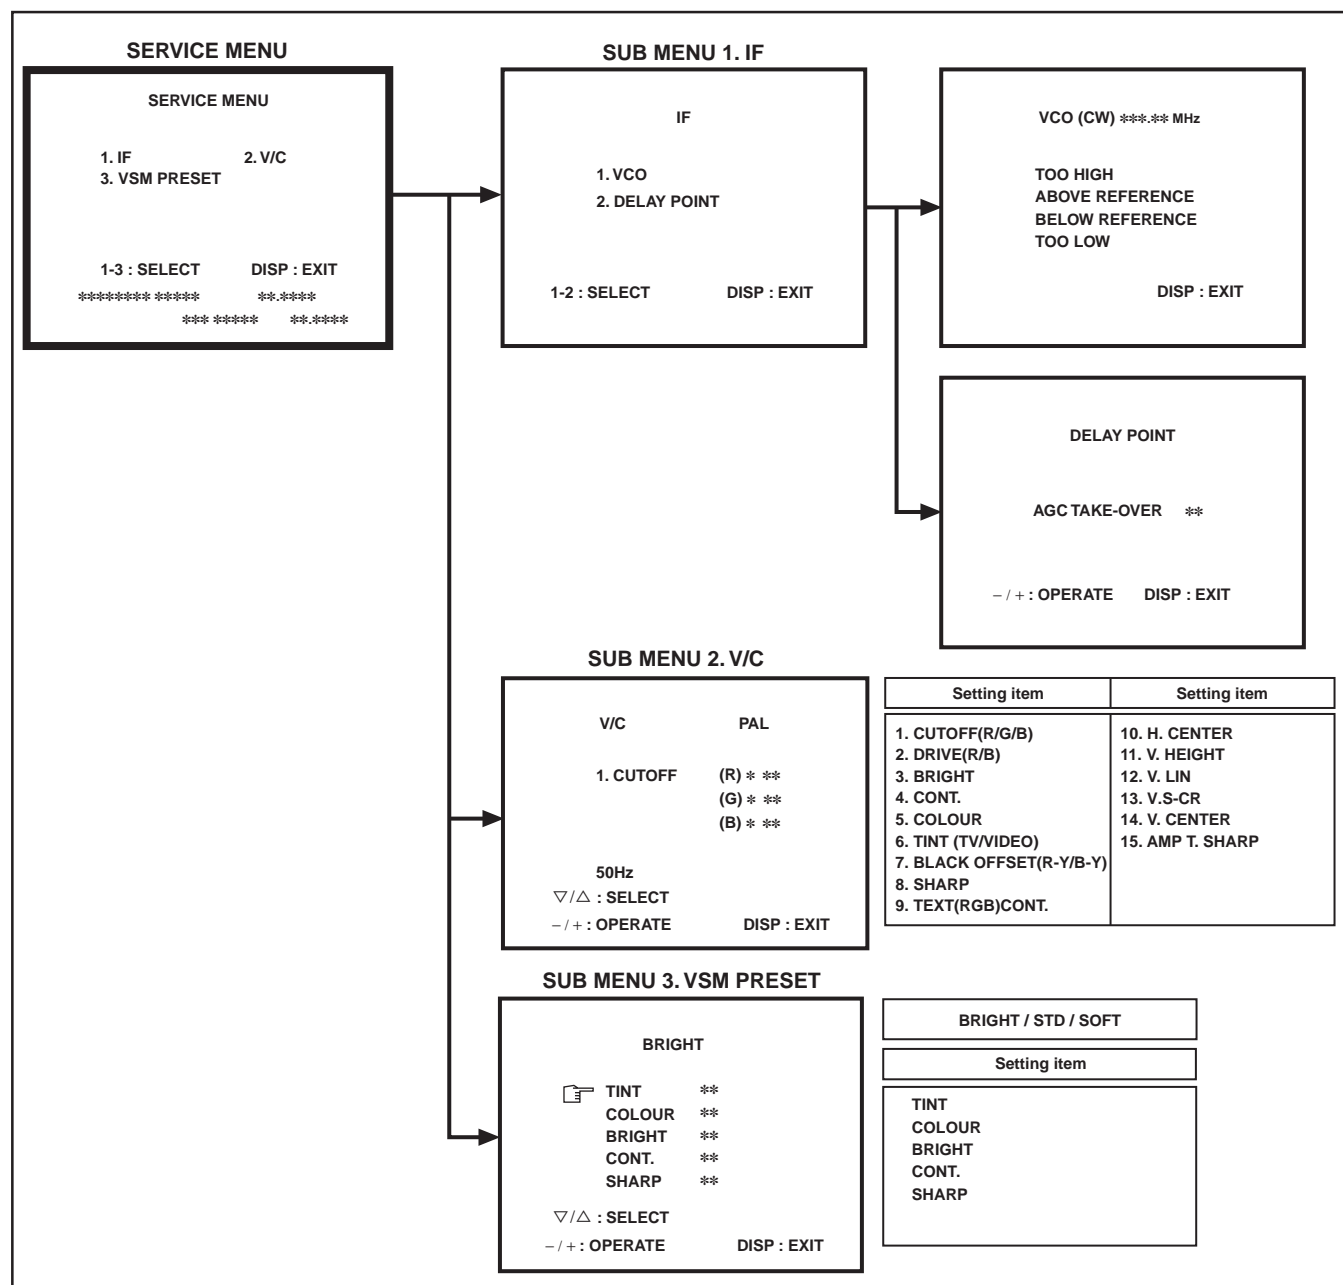 SERVICE MENU
SERVICE MENU
1. IF 2. V/C
3. VSM PRESET
1-3 : SELECT DISP : EXIT
******** ***** **.****
*** ***** **.****
SUB MENU 1. IF
IF
1. VCO
2. DELAY POINT
1-2 : SELECT DISP : EXIT
VCO (CW) ***.** MHz
TOO HIGH
ABOVE REFERENCE
BELOW REFERENCE
TOO LOW
DISP : EXIT
DELAY POINT
AGC TAKE-OVER **
– / + : OPERATE DISP : EXIT
SUB MENU 2. V/C
V/C PAL
1. CUTOFF (R) * **
(G) * **
(B) * **
50Hz
▽/△ : SELECT
– / + : OPERATE DISP : EXIT
Setting item Setting item
1. CUTOFF(R/G/B)
2. DRIVE(R/B)
3. BRIGHT
4. CONT.
5. COLOUR
6. TINT (TV/VIDEO)
7. BLACK OFFSET(R-Y/B-Y)
8. SHARP
9. TEXT(RGB)CONT.
10. H. CENTER
11. V. HEIGHT
12. V. LIN
13. V.S-CR
14. V. CENTER
15. AMP T. SHARP
SUB MENU 3. VSM PRESET
BRIGHT
TINT **
COLOUR **
BRIGHT **
CONT. **
SHARP **
▽/△ : SELECT
– / + : OPERATE DISP : EXIT
BRIGHT / STD / SOFT
Setting item
TINT
COLOUR
BRIGHT
CONT.
SHARP